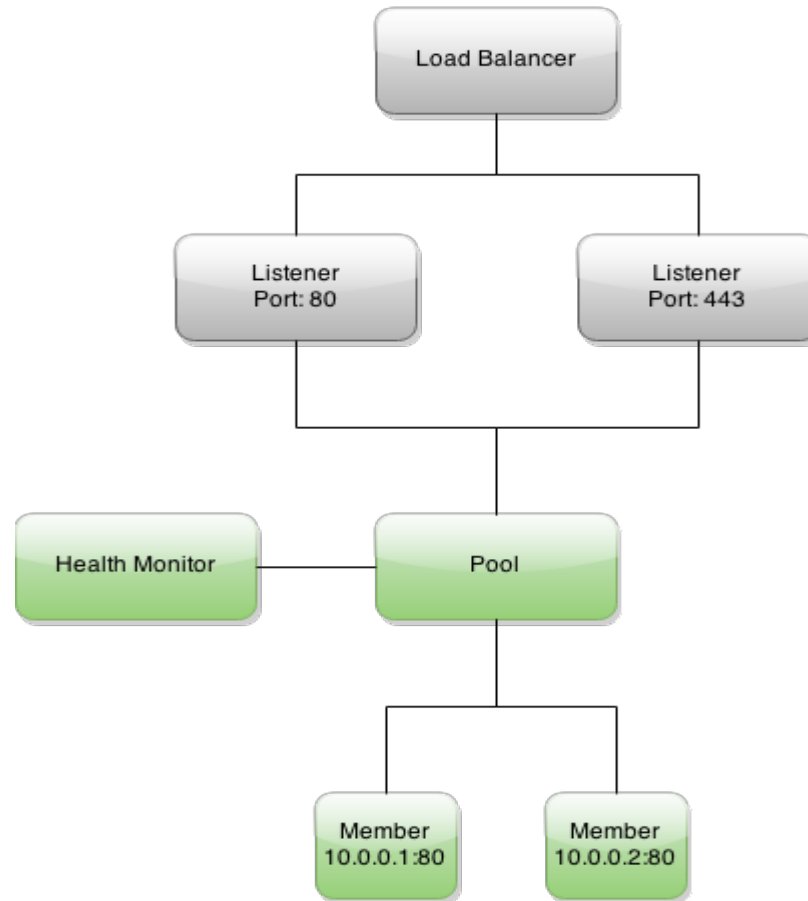 Load Balancer
Listener
Port: 80
Listener
Port: 443
Health Monitor
Pool
Member
10.0.0.1:80
Member
10.0.0.2:80